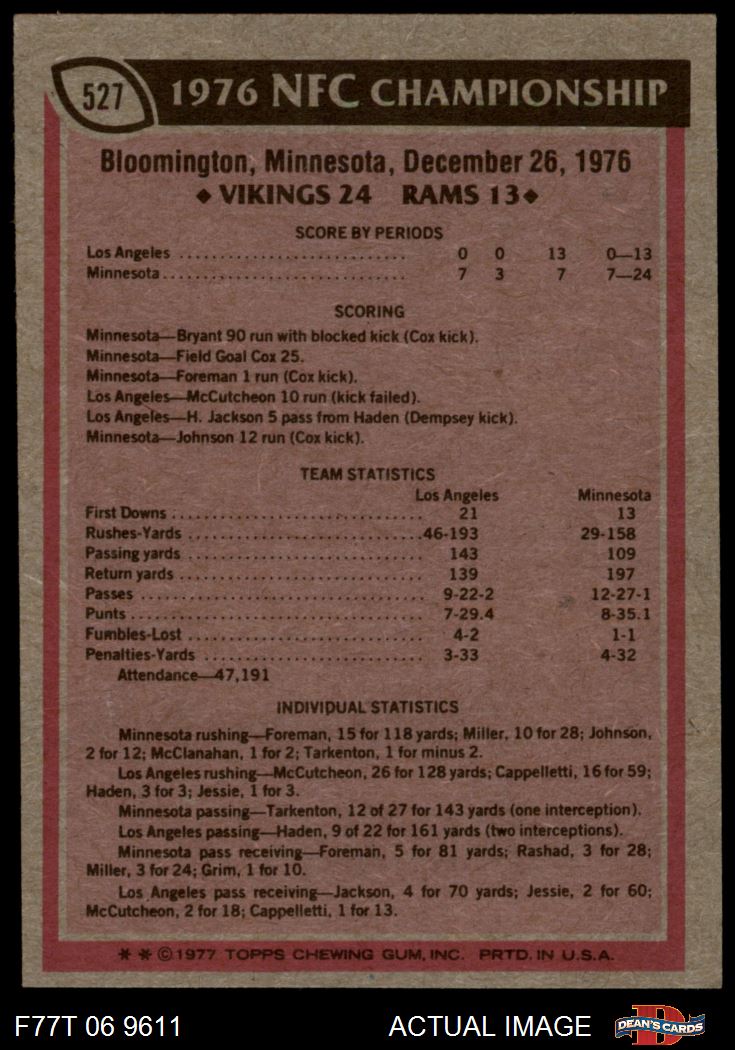 527 1976 NFC CHAMPIONSHIP
Bloomington, Minnesota, December 26, 1976
◆ VIKINGS 24 RAMS 13 ◆
SCORE BY PERIODS
Los Angeles ............................ 0 0 13 0—13
Minnesota .............................. 7 3 7 7—24
SCORING
Minnesota—Bryant 90 run with blocked kick (Cox kick).
Minnesota—Field Goal Cox 25.
Minnesota—Foreman 1 run (Cox kick).
Los Angeles—McCutcheon 10 run (kick failed).
Los Angeles—H. Jackson 5 pass from Haden (Dempsey kick).
Minnesota—Johnson 12 run (Cox kick).
TEAM STATISTICS
Los Angeles Minnesota
First Downs ............................... 21 13
Rushes-Yards ............................. 46-193 29-158
Passing yards ............................. 143 109
Return yards .............................. 139 197
Passes ................................... 9-22-2 12-27-1
Punts .................................... 7-29.4 8-35.1
Fumbles-Lost ............................. 4-2 1-1
Penalties-Yards ........................... 3-33 4-32
Attendance—47,191
INDIVIDUAL STATISTICS
Minnesota rushing—Foreman, 15 for 118 yards; Miller, 10 for 28; Johnson,
2 for 12; McClanahan, 1 for 2; Tarkenton, 1 for minus 2.
Los Angeles rushing—McCutcheon, 26 for 128 yards; Cappelletti, 16 for 59;
Haden, 3 for 3; Jessie, 1 for 3.
Minnesota passing—Tarkenton, 12 of 27 for 143 yards (one interception).
Los Angeles passing—Haden, 9 of 22 for 161 yards (two interceptions).
Minnesota pass receiving—Foreman, 5 for 81 yards; Rashad, 3 for 28;
Miller, 3 for 24; Grim, 1 for 10.
Los Angeles pass receiving—Jackson, 4 for 70 yards; Jessie, 2 for 60;
McCutcheon, 2 for 18; Cappelletti, 1 for 13.
* * ©1977 TOPPS CHEWING GUM, INC. PRTD. IN U.S.A.
F77T 06 9611 ACTUAL IMAGE D DEAN'S CARDS